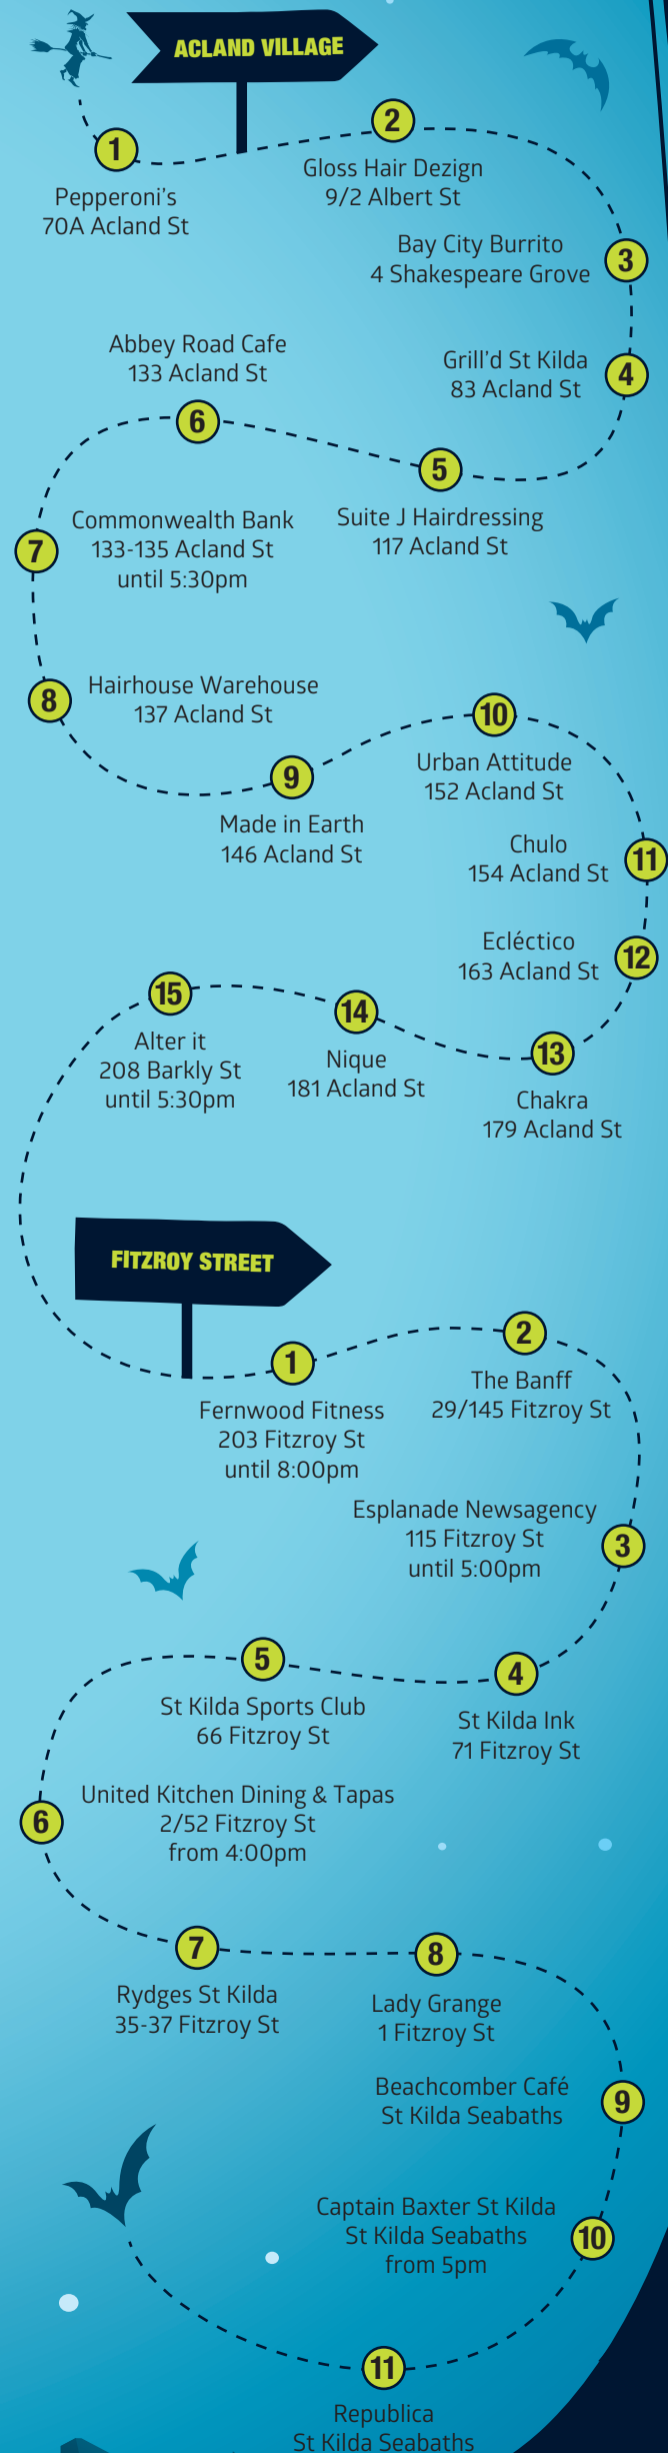 ACLAND VILLAGE
1
Pepperoni's
70A Acland St
2
Gloss Hair Dezign
9/2 Albert St
3
Bay City Burrito
4 Shakespeare Grove
4
Grill'd St Kilda
83 Acland St
5
Suite J Hairdressing
117 Acland St
6
Abbey Road Cafe
133 Acland St
7
Commonwealth Bank
133-135 Acland St
until 5:30pm
8
Hairhouse Warehouse
137 Acland St
9
Made in Earth
146 Acland St
10
Urban Attitude
152 Acland St
11
Chulo
154 Acland St
12
Ecléctico
163 Acland St
13
Chakra
179 Acland St
14
Nique
181 Acland St
15
Alter it
208 Barkly St
until 5:30pm
FITZROY STREET
1
Fernwood Fitness
203 Fitzroy St
until 8:00pm
2
The Banff
29/145 Fitzroy St
3
Esplanade Newsagency
115 Fitzroy St
until 5:00pm
4
St Kilda Ink
71 Fitzroy St
5
St Kilda Sports Club
66 Fitzroy St
6
United Kitchen Dining & Tapas
2/52 Fitzroy St
from 4:00pm
7
Rydges St Kilda
35-37 Fitzroy St
8
Lady Grange
1 Fitzroy St
9
Beachcomber Café
St Kilda Seabaths
10
Captain Baxter St Kilda
St Kilda Seabaths
from 5pm
11
Republica
St Kilda Seabaths